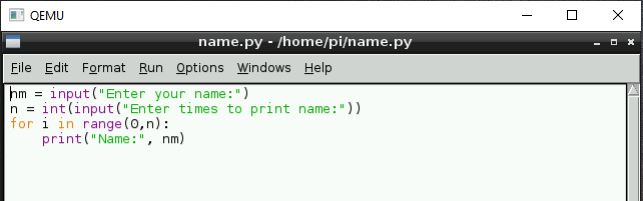 QEMU
name.py - /home/pi/name.py
File Edit Format Run Options Windows Help
nm = input("Enter your name:")
n = int(input("Enter times to print name:"))
for i in range(0,n):
    print("Name:", nm)